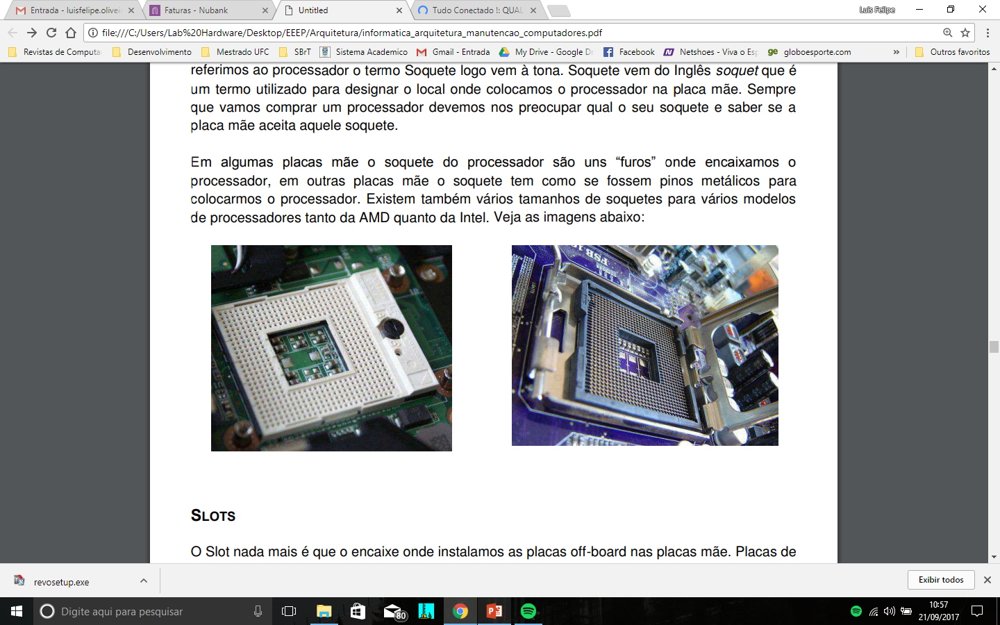 Entrada - luisfelipe.olivei
Faturas - Nubank
Untitled
Tudo Conectado !: QUAL
Luis Felipe
file:///C:/Users/Lab%20Hardware/Desktop/EEEP/Arquitetura/informatica_arquitetura_manutencao_computadores.pdf
Revistas de Computa
Desenvolvimento
Mestrado UFC
SBrT
Sistema Academico
Gmail - Entrada
My Drive - Google Dr
Facebook
Netshoes - Viva o Esp
ge globoesporte.com
»
Outros favoritos
referimos ao processador o termo Soquete logo vem à tona. Soquete vem do Inglês soquet que é
um termo utilizado para designar o local onde colocamos o processador na placa mãe. Sempre
que vamos comprar um processador devemos nos preocupar qual o seu soquete e saber se a
placa mãe aceita aquele soquete.
Em algumas placas mãe o soquete do processador são uns “furos” onde encaixamos o
processador, em outras placas mãe o soquete tem como se fossem pinos metálicos para
colocarmos o processador. Existem também vários tamanhos de soquetes para vários modelos
de processadores tanto da AMD quanto da Intel. Veja as imagens abaixo:
FSB
SLOTS
O Slot nada mais é que o encaixe onde instalamos as placas off-board nas placas mãe. Placas de
revosetup.exe
Exibir todos
Digite aqui para pesquisar
80
10:57
21/09/2017